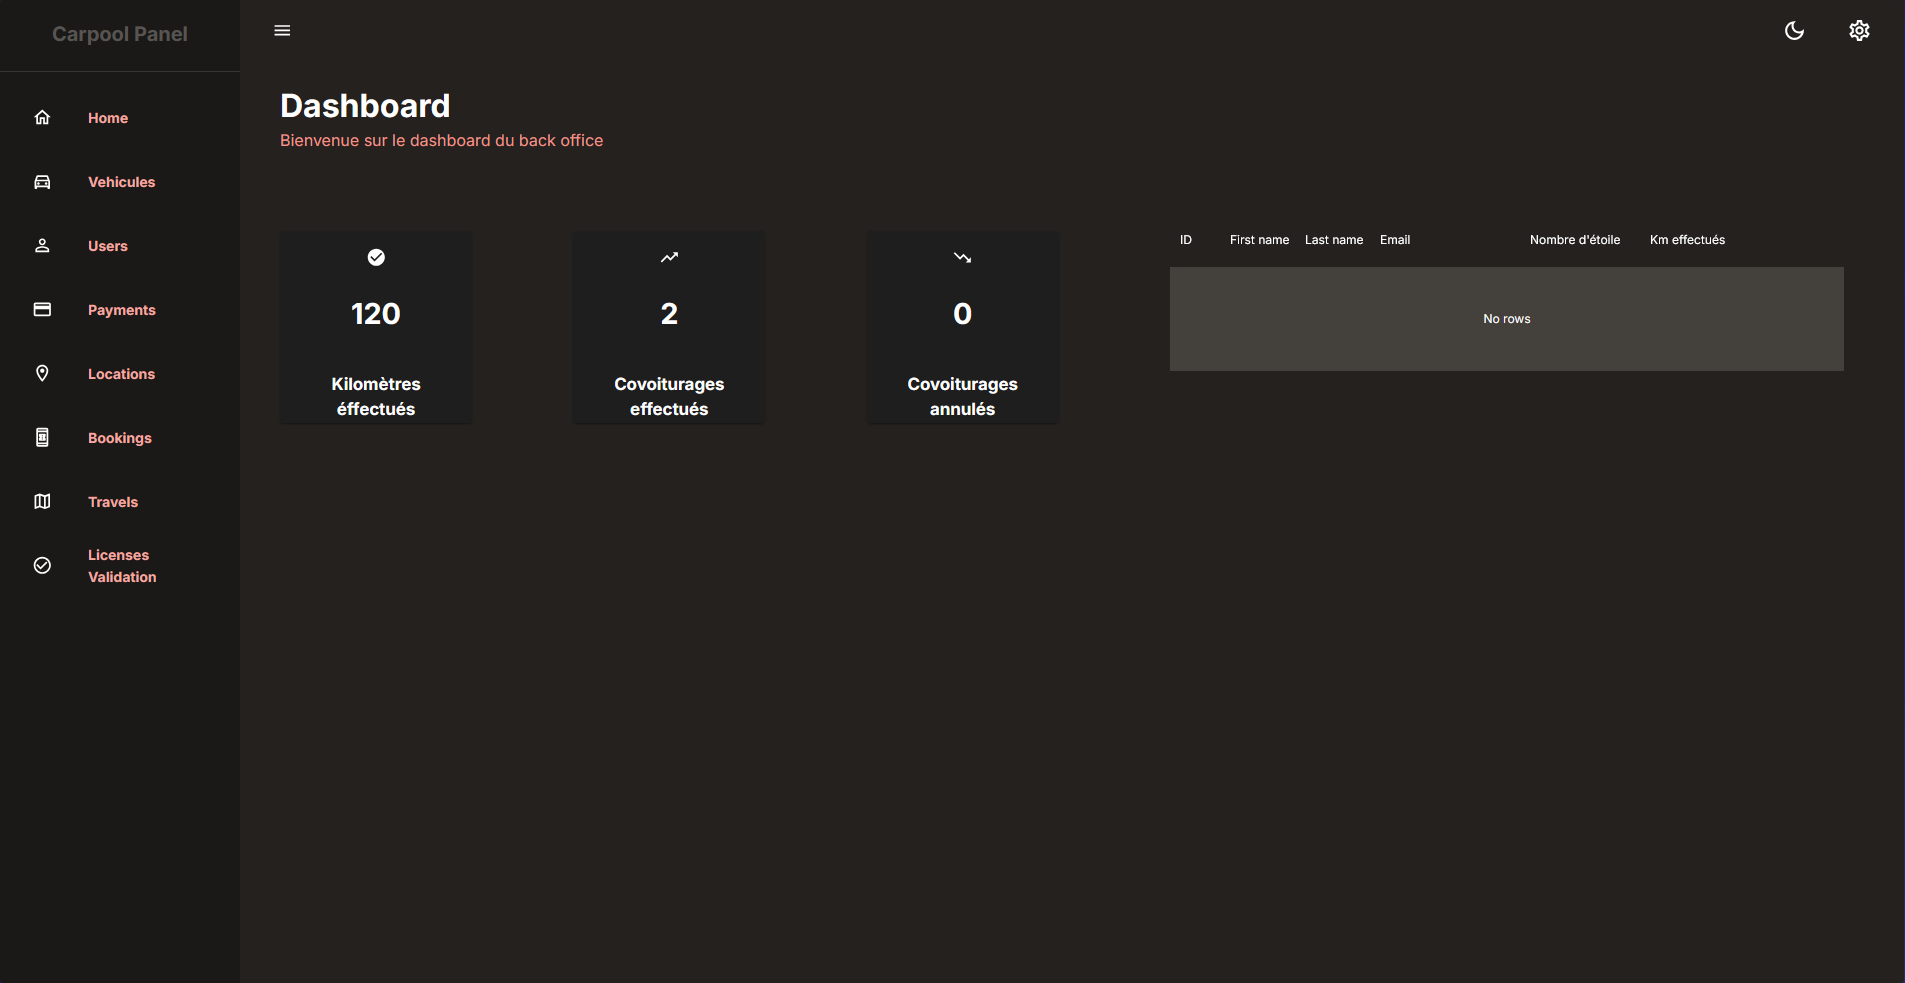 Carpool Panel
Home
Vehicules
Users
Payments
Locations
Bookings
Travels
Licenses
Validation
Dashboard
Bienvenue sur le dashboard du back office
120
Kilomètres
éffectués
2
Covoiturages
effectués
0
Covoiturages
annulés
ID First name Last name Email Nombre d'étoile Km effectués
No rows